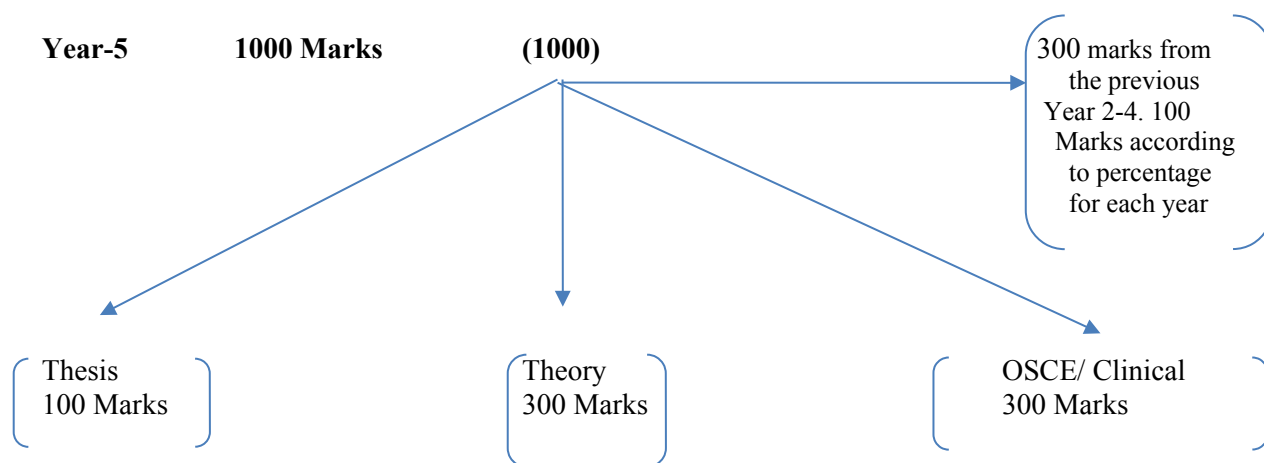 Year-5 1000 Marks (1000)
300 marks from
the previous
Year 2-4. 100
Marks according
to percentage
for each year
Thesis
100 Marks
Theory
300 Marks
OSCE/ Clinical
300 Marks